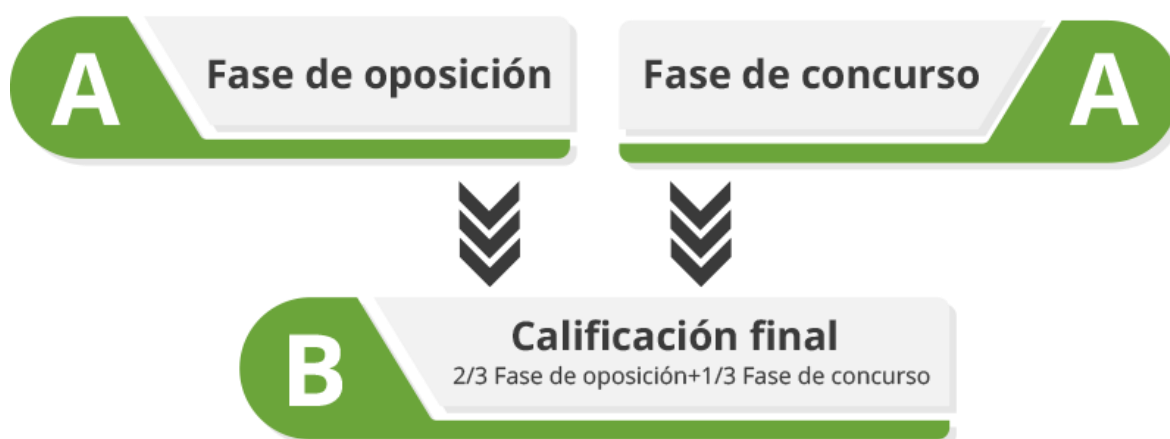 A
Fase de oposición
Fase de concurso
A
B
Calificación final
2/3 Fase de oposición+1/3 Fase de concurso